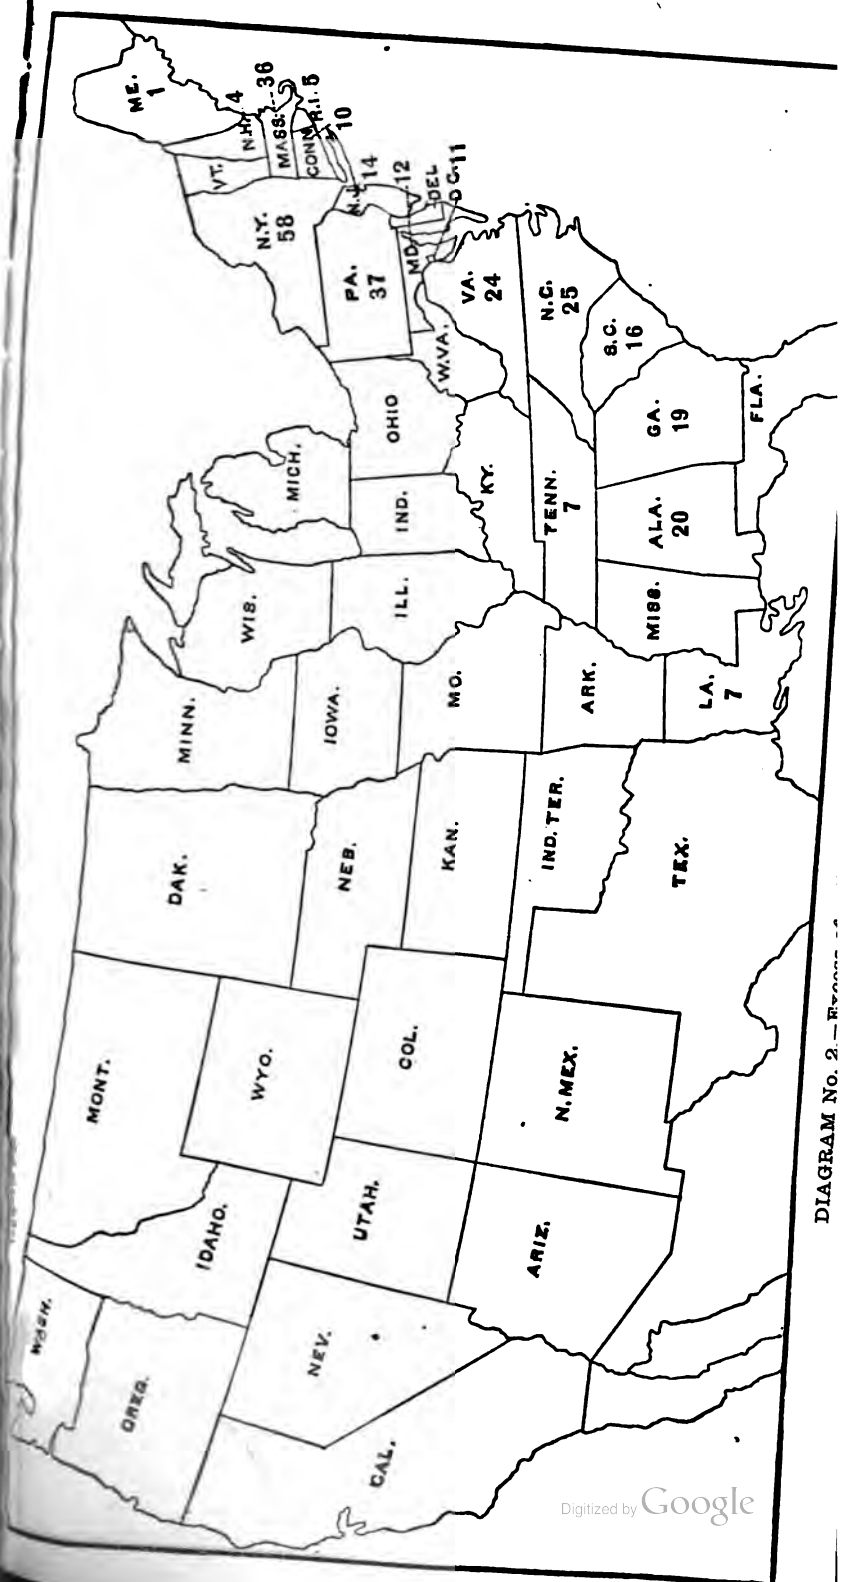 ME.
1
N.H. 4
VT.
MASS. 36
R.I. 5
CONN. 10
N.Y.
58
N.J. 14
PA.
37
DEL
12
MD.
D.C. 11
VA.
24
W.VA.
N.C.
25
S.C.
16
GA.
19
FLA.
OHIO
MICH.
IND.
KY.
TENN.
7
ALA.
20
WIS.
ILL.
MISS.
MINN.
IOWA.
MO.
ARK.
LA.
7
DAK.
NEB.
KAN.
IND. TER.
TEX.
MONT.
WYO.
COL.
N.MEX.
IDAHO.
UTAH.
ARIZ.
WASH.
OREG.
NEV.
CAL.
DIAGRAM No. 2.—Excess of
Digitized by Google